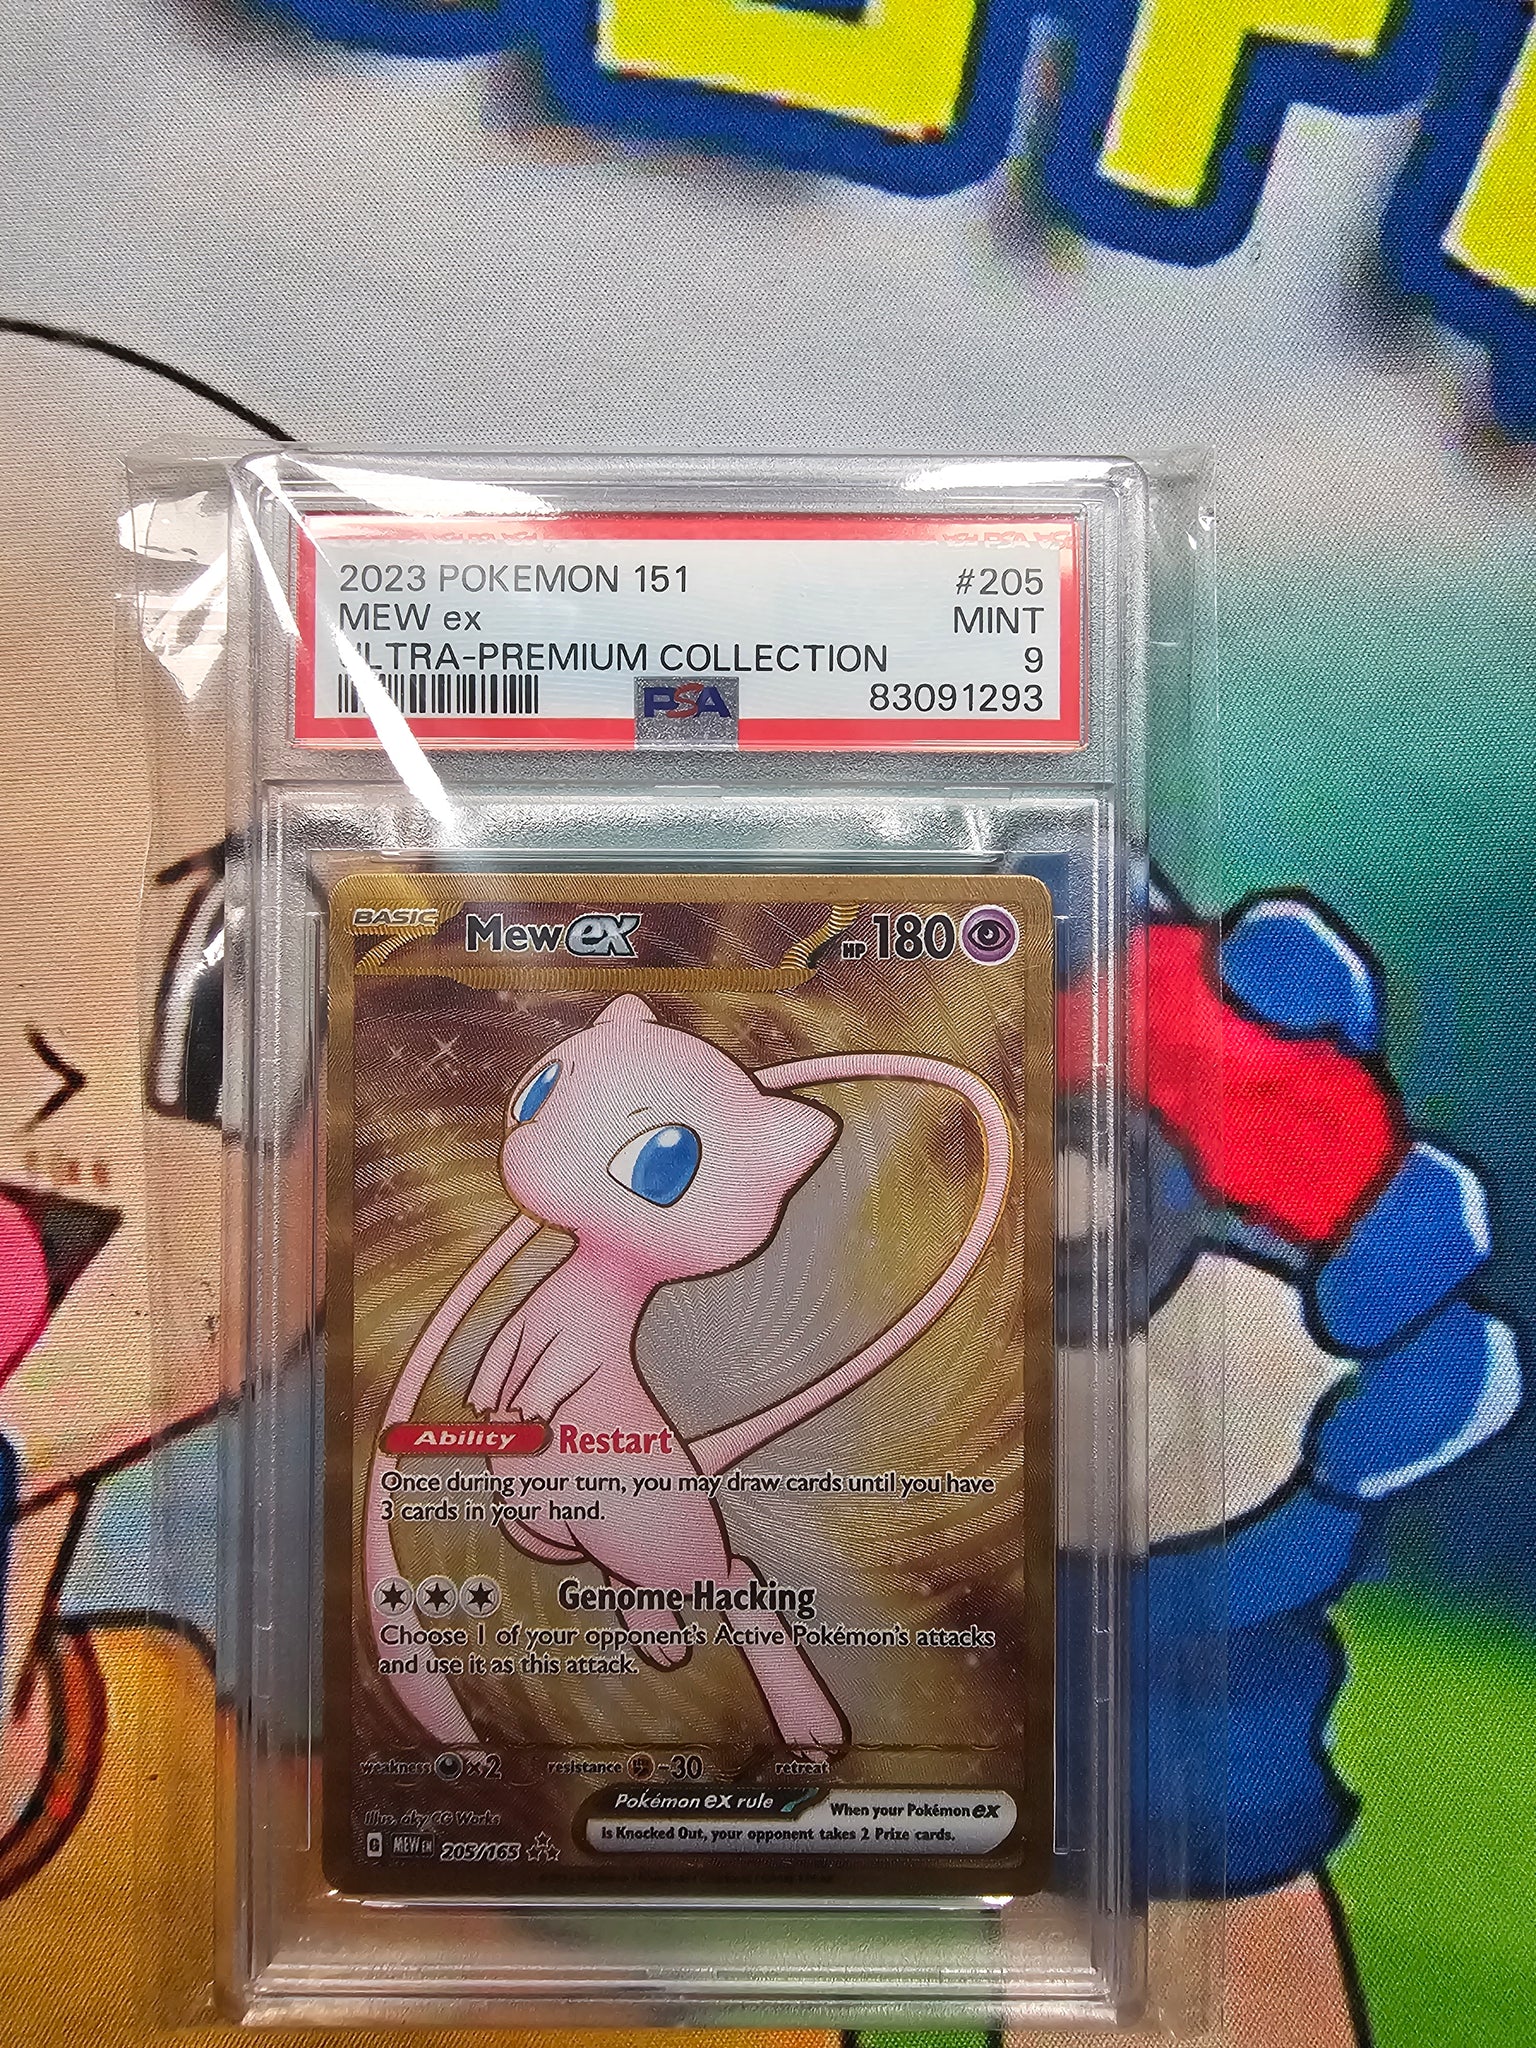 2023 POKEMON 151 #205
MEW ex MINT
ULTRA-PREMIUM COLLECTION 9
PSA 83091293
BASIC Mew ex HP 180
Ability Restart
Once during your turn, you may draw cards until you have
3 cards in your hand.
Genome Hacking
Choose 1 of your opponent's Active Pokémon's attacks
and use it as this attack.
weakness ×2 resistance -30 retreat
Pokémon ex rule When your Pokémon ex
is Knocked Out, your opponent takes 2 Prize cards.
Illus. aky CG Works
G MEW EN 205/165